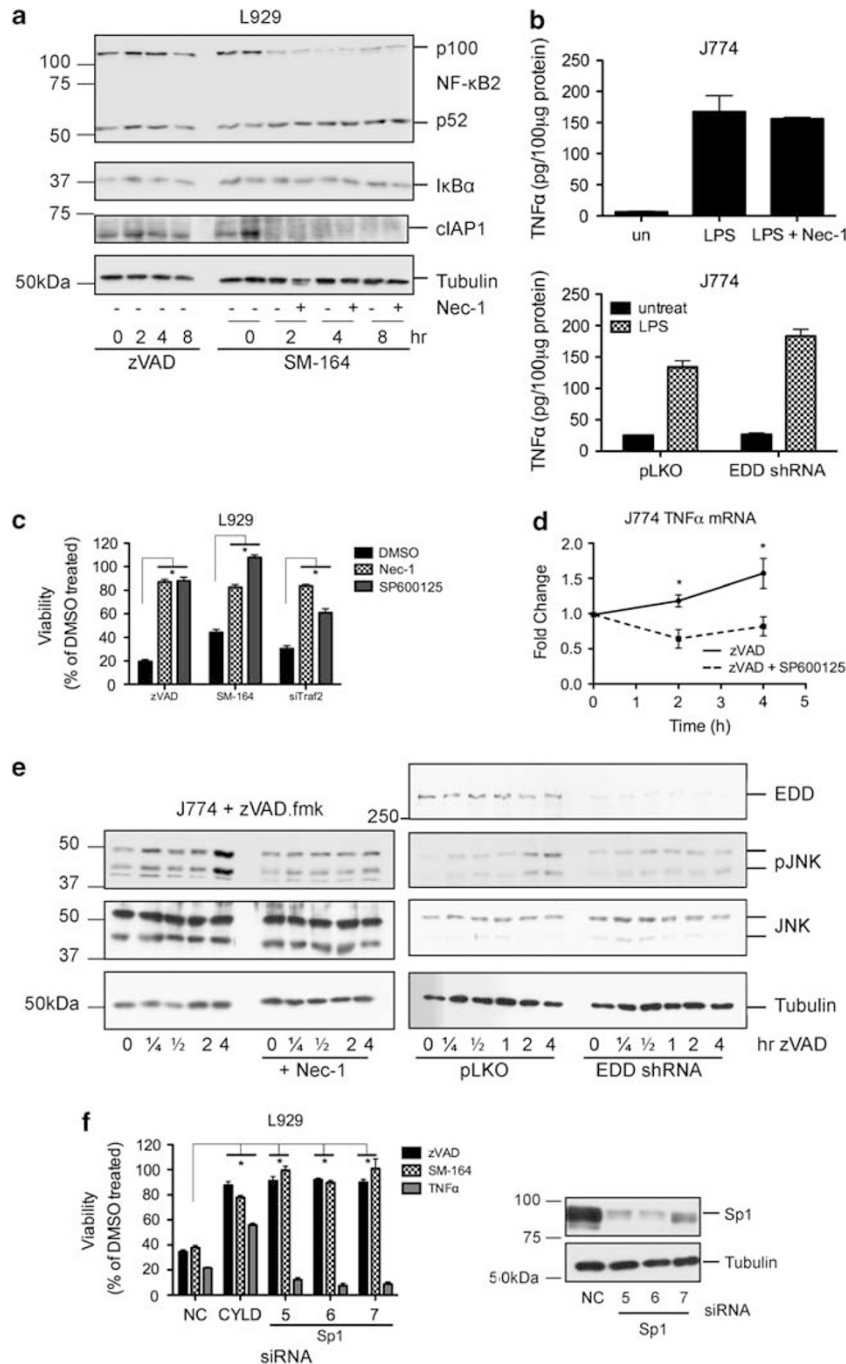 a
L929
100
75
50
p100
NF-κB2
p52
37
IκBα
75
cIAP1
50kDa
Tubulin
- - - - - - - + - + - +
Nec-1
0 2 4 8 0 2 4 8 hr
zVAD SM-164
b
J774
TNFα (pg/100μg protein)
250
200
150
100
50
0
un LPS LPS + Nec-1
J774
TNFα (pg/100μg protein)
250
200
150
100
50
0
untreat
LPS
pLKO EDD shRNA
c
L929
Viability
(% of DMSO treated)
120
100
80
60
40
20
0
* * *
DMSO
Nec-1
SP600125
zVAD SM-164 siTraf2
d
J774 TNFα mRNA
Fold Change
2.0
1.5
1.0
0.5
0.0
* *
zVAD
zVAD + SP600125
0 1 2 3 4 5
Time (h)
e
J774 + zVAD.fmk
50
37
50
37
50kDa
0 ¼ ½ 2 4 0 ¼ ½ 2 4
+ Nec-1
250
EDD
pJNK
JNK
Tubulin
0 ¼ ½ 1 2 4 0 ¼ ½ 1 2 4 hr zVAD
pLKO EDD shRNA
f
L929
Viability
(% of DMSO treated)
120
100
80
60
40
20
0
* * * *
zVAD
SM-164
TNFα
NC CYLD 5 6 7
Sp1
siRNA
100
75
50kDa
Sp1
Tubulin
NC 5 6 7 siRNA
Sp1